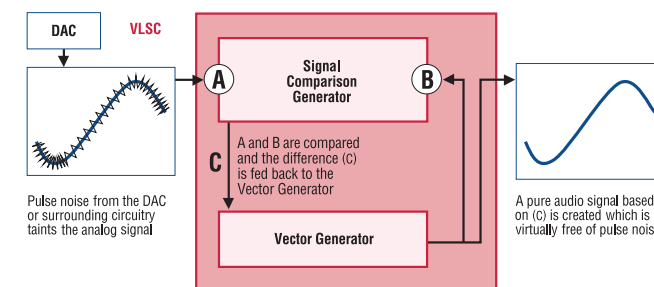 DAC
VLSC
A
Signal
Comparison
Generator
B
C
A and B are compared
and the difference (C)
is fed back to the
Vector Generator
Pulse noise from the DAC
or surrounding circuitry
taints the analog signal
Vector Generator
A pure audio signal based
on (C) is created which is
virtually free of pulse nois